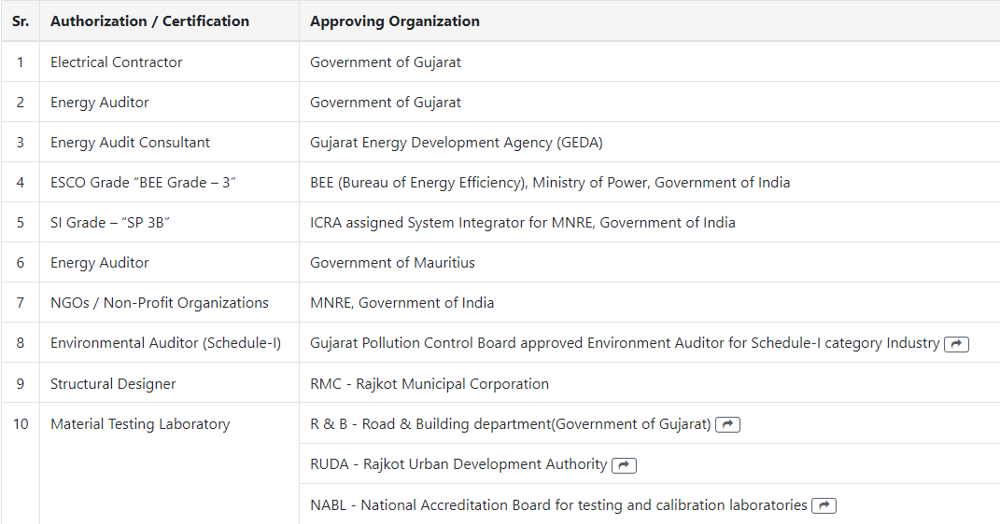 Sr. Authorization / Certification Approving Organization
1 Electrical Contractor Government of Gujarat
2 Energy Auditor Government of Gujarat
3 Energy Audit Consultant Gujarat Energy Development Agency (GEDA)
4 ESCO Grade “BEE Grade – 3” BEE (Bureau of Energy Efficiency), Ministry of Power, Government of India
5 SI Grade – “SP 3B” ICRA assigned System Integrator for MNRE, Government of India
6 Energy Auditor Government of Mauritius
7 NGOs / Non-Profit Organizations MNRE, Government of India
8 Environmental Auditor (Schedule-I) Gujarat Pollution Control Board approved Environment Auditor for Schedule-I category Industry
9 Structural Designer RMC - Rajkot Municipal Corporation
10 Material Testing Laboratory R & B - Road & Building department(Government of Gujarat)
RUDA - Rajkot Urban Development Authority
NABL - National Accreditation Board for testing and calibration laboratories